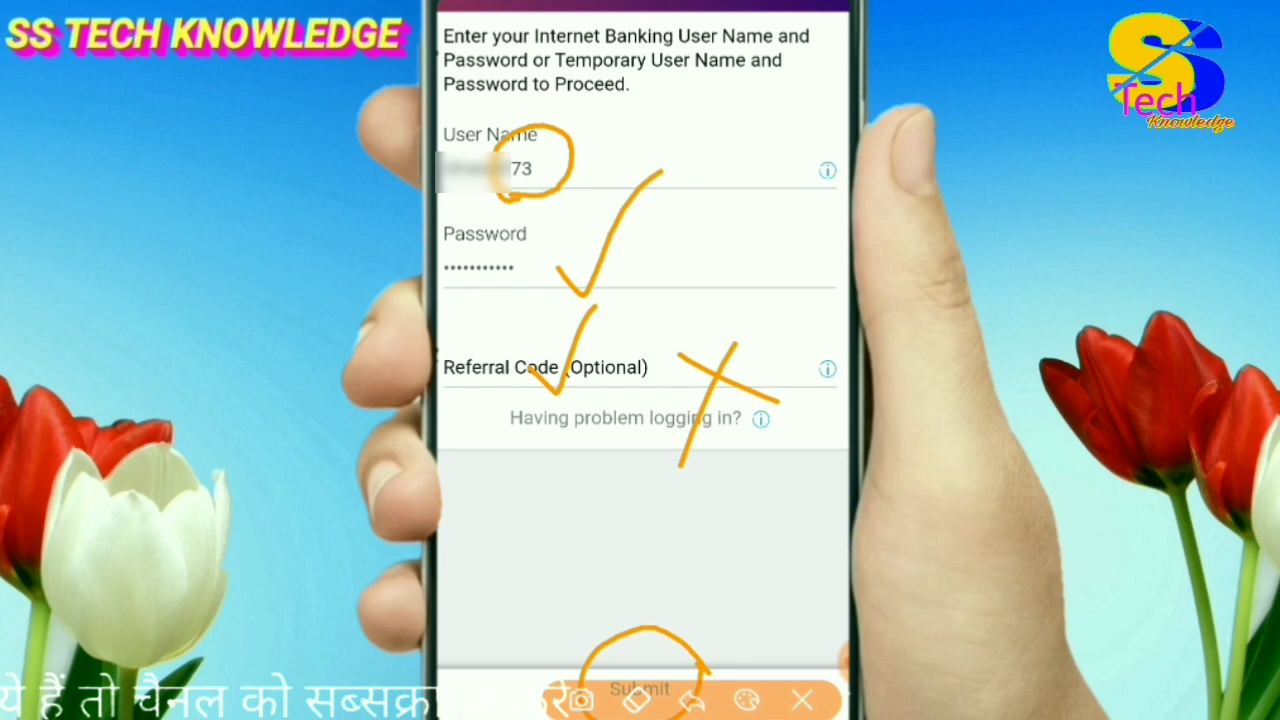 SS TECH KNOWLEDGE
S
Tech
Knowledge
Enter your Internet Banking User Name and
Password or Temporary User Name and
Password to Proceed.
User Name
73
Password
•••••••••••
Referral Code (Optional)
Having problem logging in?
Submit
ये हैं तो चैनल को सब्सक्रा